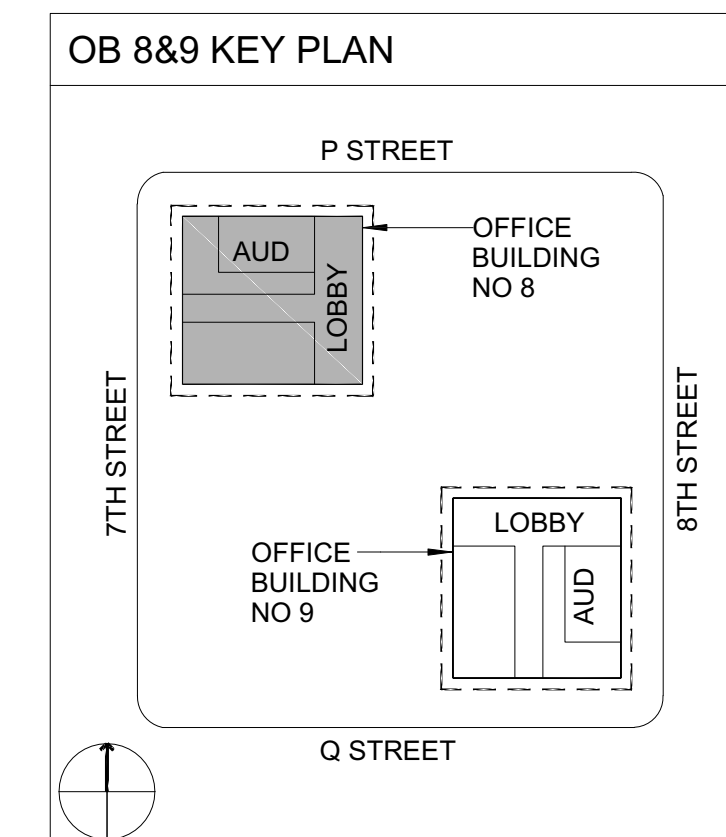 OB 8&9 KEY PLAN
P STREET
AUD
LOBBY
OFFICE
BUILDING
NO 8
7TH STREET
8TH STREET
LOBBY
AUD
OFFICE
BUILDING
NO 9
Q STREET